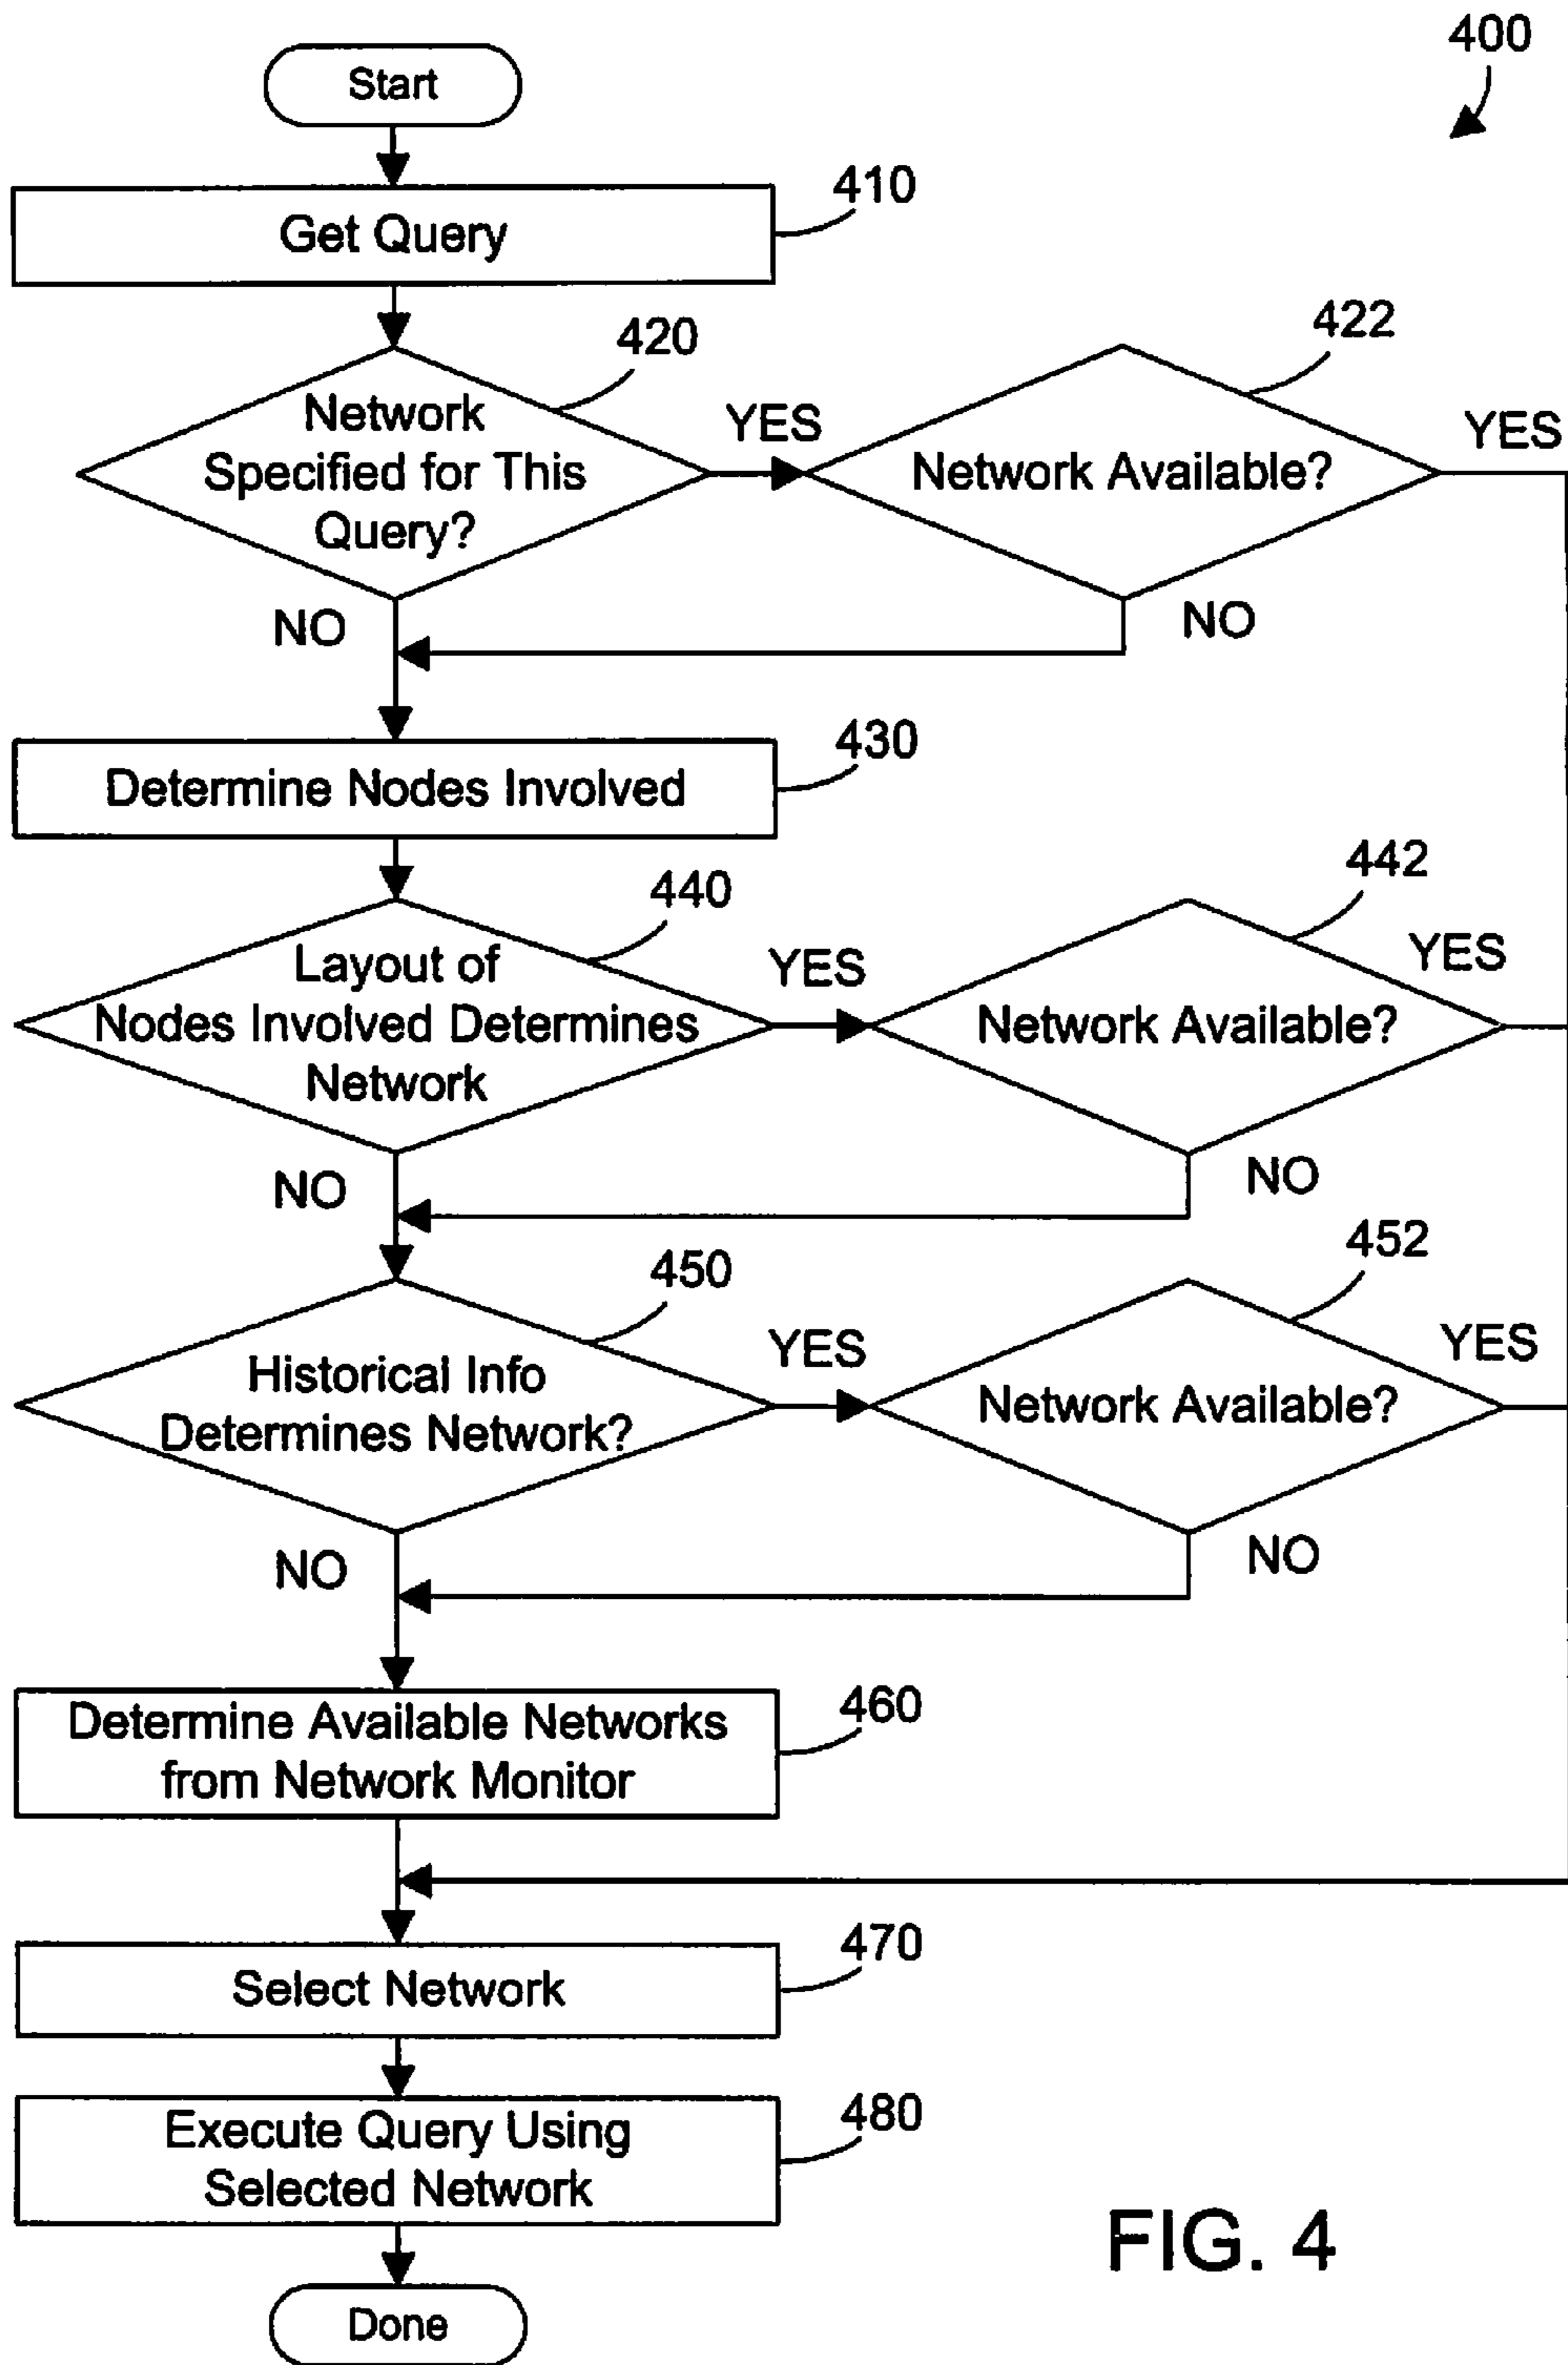 400
Start
Get Query
410
420
422
Network
Specified for This
Query?
YES
Network Available?
YES
NO
NO
Determine Nodes Involved
430
440
442
Layout of
Nodes Involved Determines
Network
YES
Network Available?
YES
NO
NO
450
452
Historical Info
Determines Network?
YES
Network Available?
YES
NO
NO
Determine Available Networks
from Network Monitor
460
Select Network
470
Execute Query Using
Selected Network
480
Done
FIG. 4